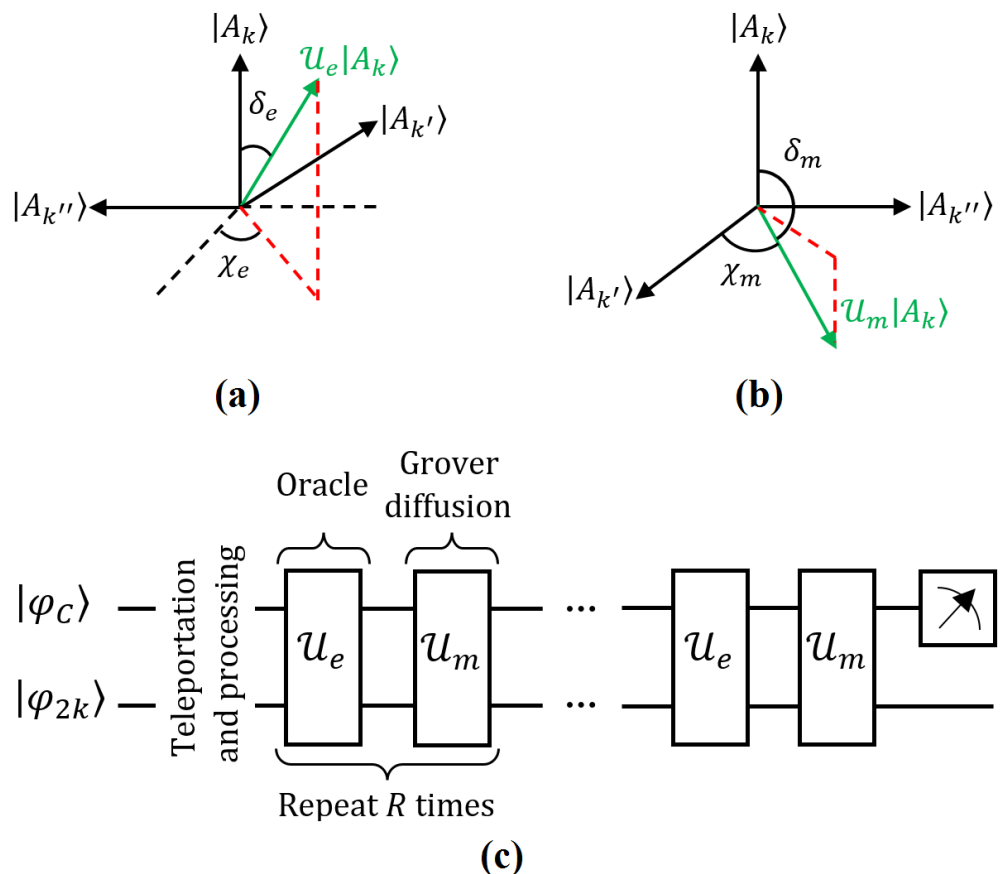 |A_k⟩
𝒰_e|A_k⟩
δ_e
|A_k′⟩
|A_k″⟩
χ_e
(a)
|A_k⟩
δ_m
|A_k″⟩
|A_k′⟩
χ_m
𝒰_m|A_k⟩
(b)
Oracle
Grover
diffusion
Teleportation
and processing
|φ_C⟩
|φ_2k⟩
𝒰_e
𝒰_m
...
...
𝒰_e
𝒰_m
Repeat R times
(c)